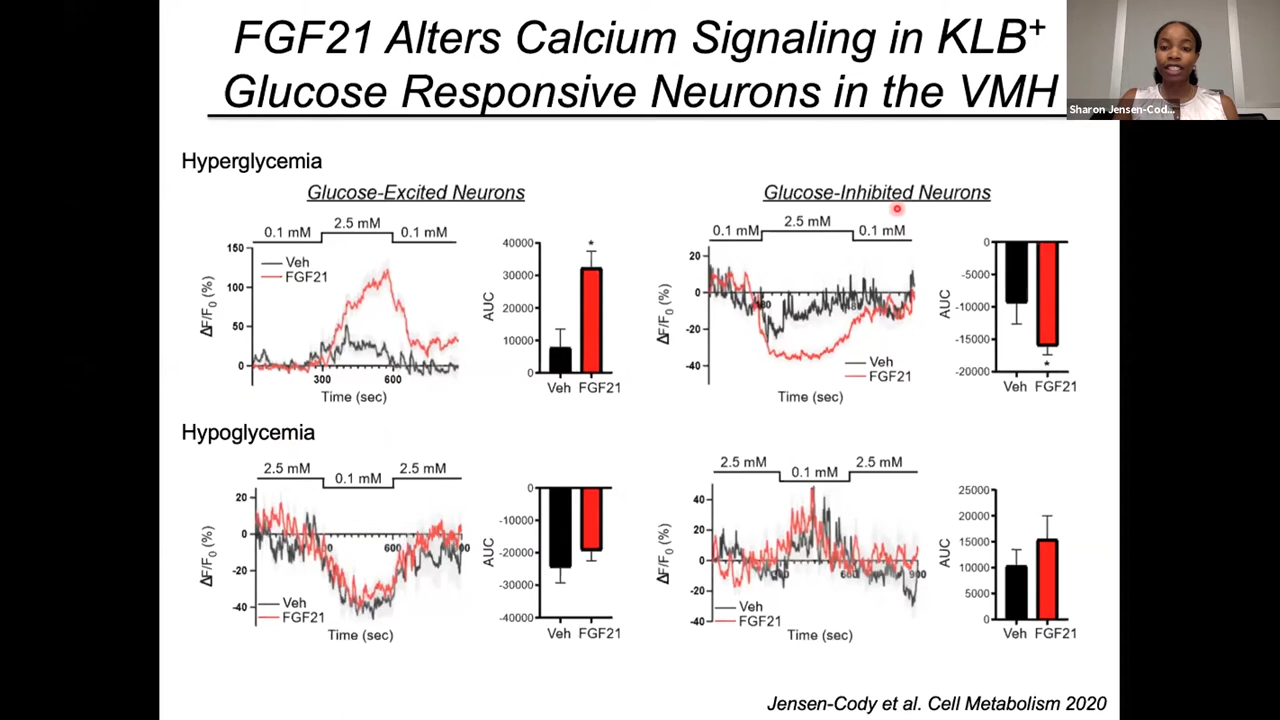 FGF21 Alters Calcium Signaling in KLB+
Glucose Responsive Neurons in the VMH
Sharon Jensen-Cod...
Hyperglycemia
Glucose-Excited Neurons
0.1 mM
2.5 mM
0.1 mM
150
100
50
0
ΔF/F0 (%)
Veh
FGF21
300
600
Time (sec)
40000
30000
20000
10000
0
AUC
*
Veh
FGF21
Glucose-Inhibited Neurons
0.1 mM
2.5 mM
0.1 mM
20
0
-20
-40
ΔF/F0 (%)
Veh
FGF21
Time (sec)
0
-5000
-10000
-15000
-20000
AUC
*
Veh
FGF21
Hypoglycemia
2.5 mM
0.1 mM
2.5 mM
20
0
-20
-40
ΔF/F0 (%)
600
Veh
FGF21
Time (sec)
0
-10000
-20000
-30000
-40000
AUC
Veh
FGF21
2.5 mM
0.1 mM
2.5 mM
40
20
0
-20
-40
ΔF/F0 (%)
900
Veh
FGF21
Time (sec)
25000
20000
15000
10000
5000
0
AUC
Veh
FGF21
Jensen-Cody et al. Cell Metabolism 2020